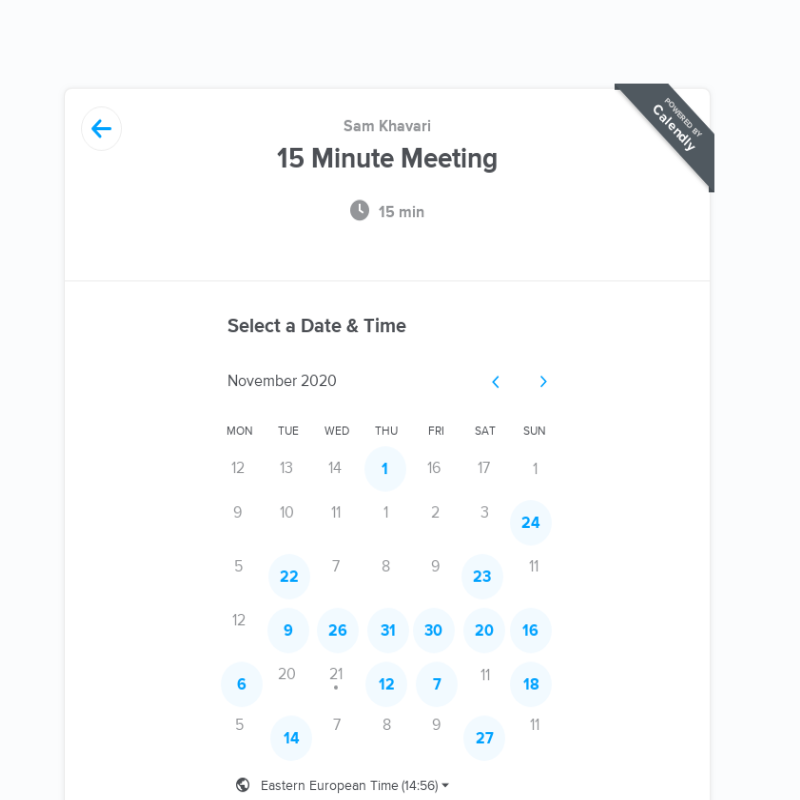 POWERED BY
Calendly
Sam Khavari
15 Minute Meeting
15 min
Select a Date & Time
November 2020
MON TUE WED THU FRI SAT SUN
12 13 14 1 16 17 1
9 10 11 1 2 3 24
5 22 7 8 9 23 11
12 9 26 31 30 20 16
6 20 21 12 7 11 18
5 14 7 8 9 27 11
Eastern European Time (14:56)